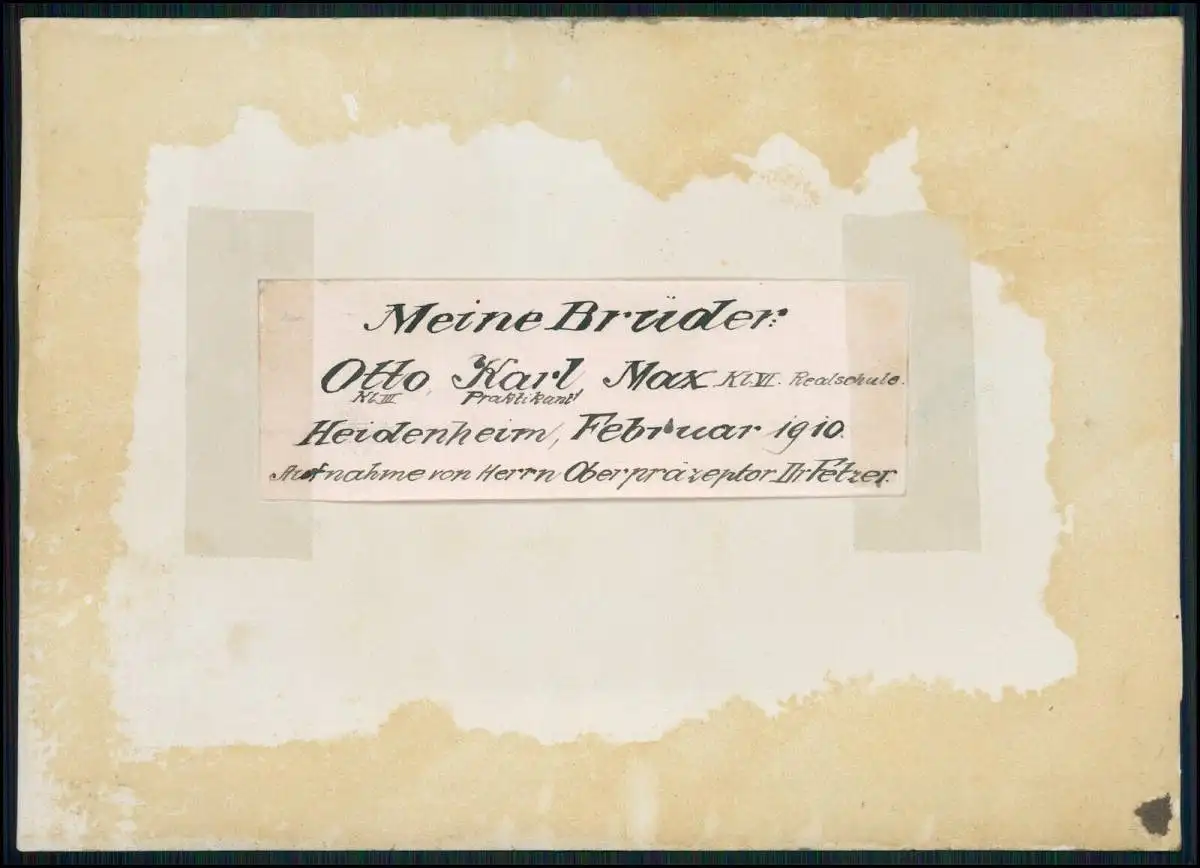 Meine Brüder:
Otto, Karl Max Kl. VI. Realschule.
Kl. III Praktikant
Heidenheim, Februar 1910.
Aufnahme von Herrn Oberpräzeptor Dr Fetzer.